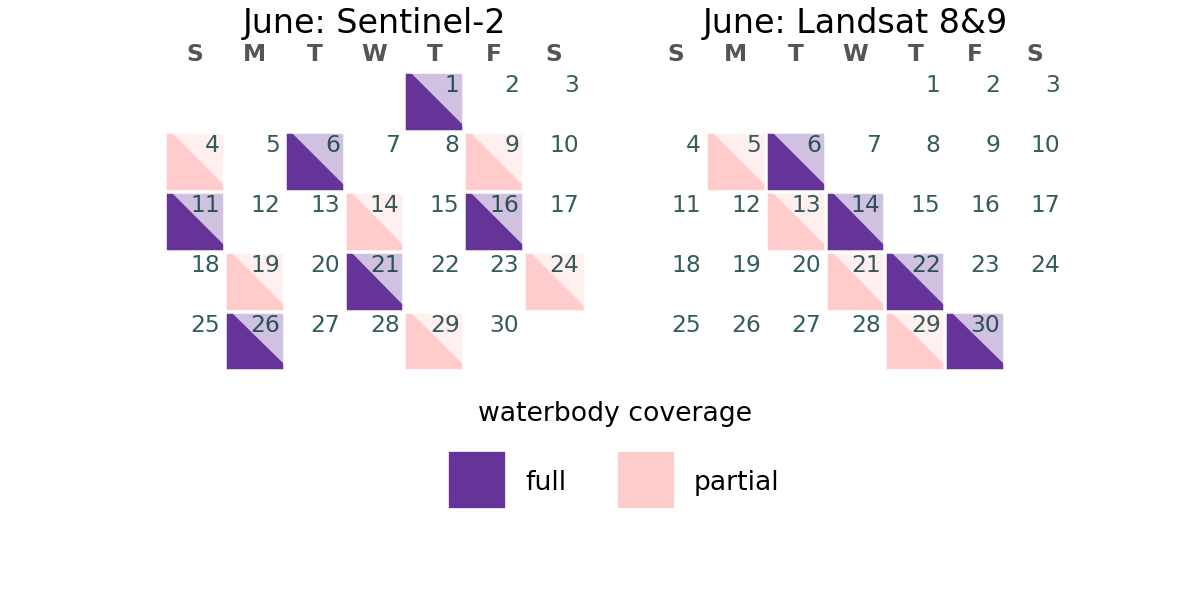 June: Sentinel-2
S M T W T F S
1 2 3
4 5 6 7 8 9 10
11 12 13 14 15 16 17
18 19 20 21 22 23 24
25 26 27 28 29 30
June: Landsat 8&9
S M T W T F S
1 2 3
4 5 6 7 8 9 10
11 12 13 14 15 16 17
18 19 20 21 22 23 24
25 26 27 28 29 30
waterbody coverage
full partial